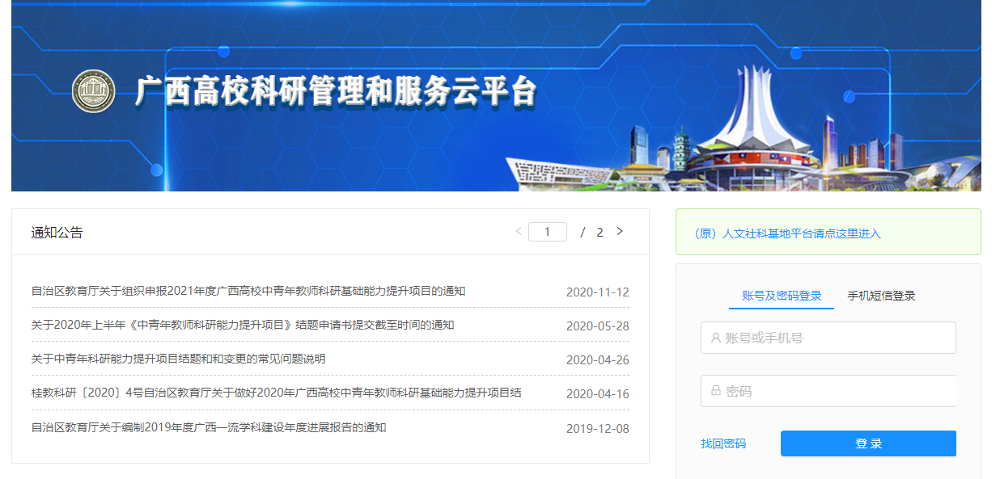 广西高校科研管理和服务云平台
通知公告
1 / 2
自治区教育厅关于组织申报2021年度广西高校中青年教师科研基础能力提升项目的通知 2020-11-12
关于2020年上半年《中青年教师科研能力提升项目》结题申请书提交截至时间的通知 2020-05-28
关于中青年科研能力提升项目结题和和变更的常见问题说明 2020-04-26
桂教科研〔2020〕4号自治区教育厅关于做好2020年广西高校中青年教师科研基础能力提升项目结 2020-04-16
自治区教育厅关于编制2019年度广西一流学科建设年度进展报告的通知 2019-12-08
（原）人文社科基地平台请点这里进入
账号及密码登录 手机短信登录
账号或手机号
密码
找回密码 登 录